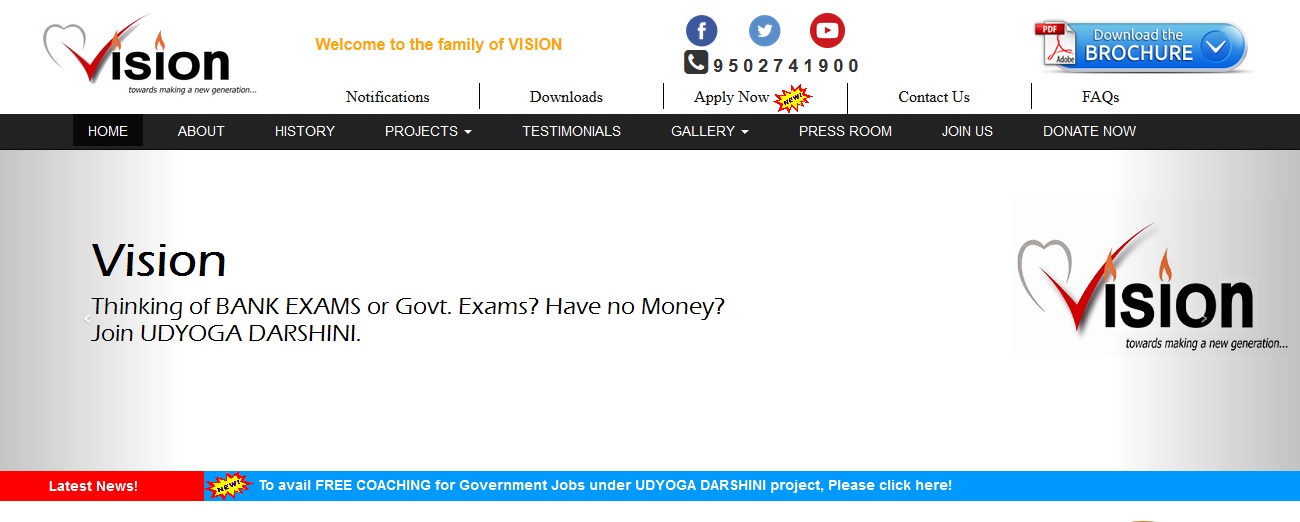 Vision
towards making a new generation...
Welcome to the family of VISION
9502741900
PDF
Adobe
Download the
BROCHURE
Notifications
Downloads
Apply Now NEW!
Contact Us
FAQs
HOME ABOUT HISTORY PROJECTS TESTIMONIALS GALLERY PRESS ROOM JOIN US DONATE NOW
Vision
Thinking of BANK EXAMS or Govt. Exams? Have no Money?
Join UDYOGA DARSHINI.
Vision
towards making a new generation...
Latest News! NEW! To avail FREE COACHING for Government Jobs under UDYOGA DARSHINI project, Please click here!